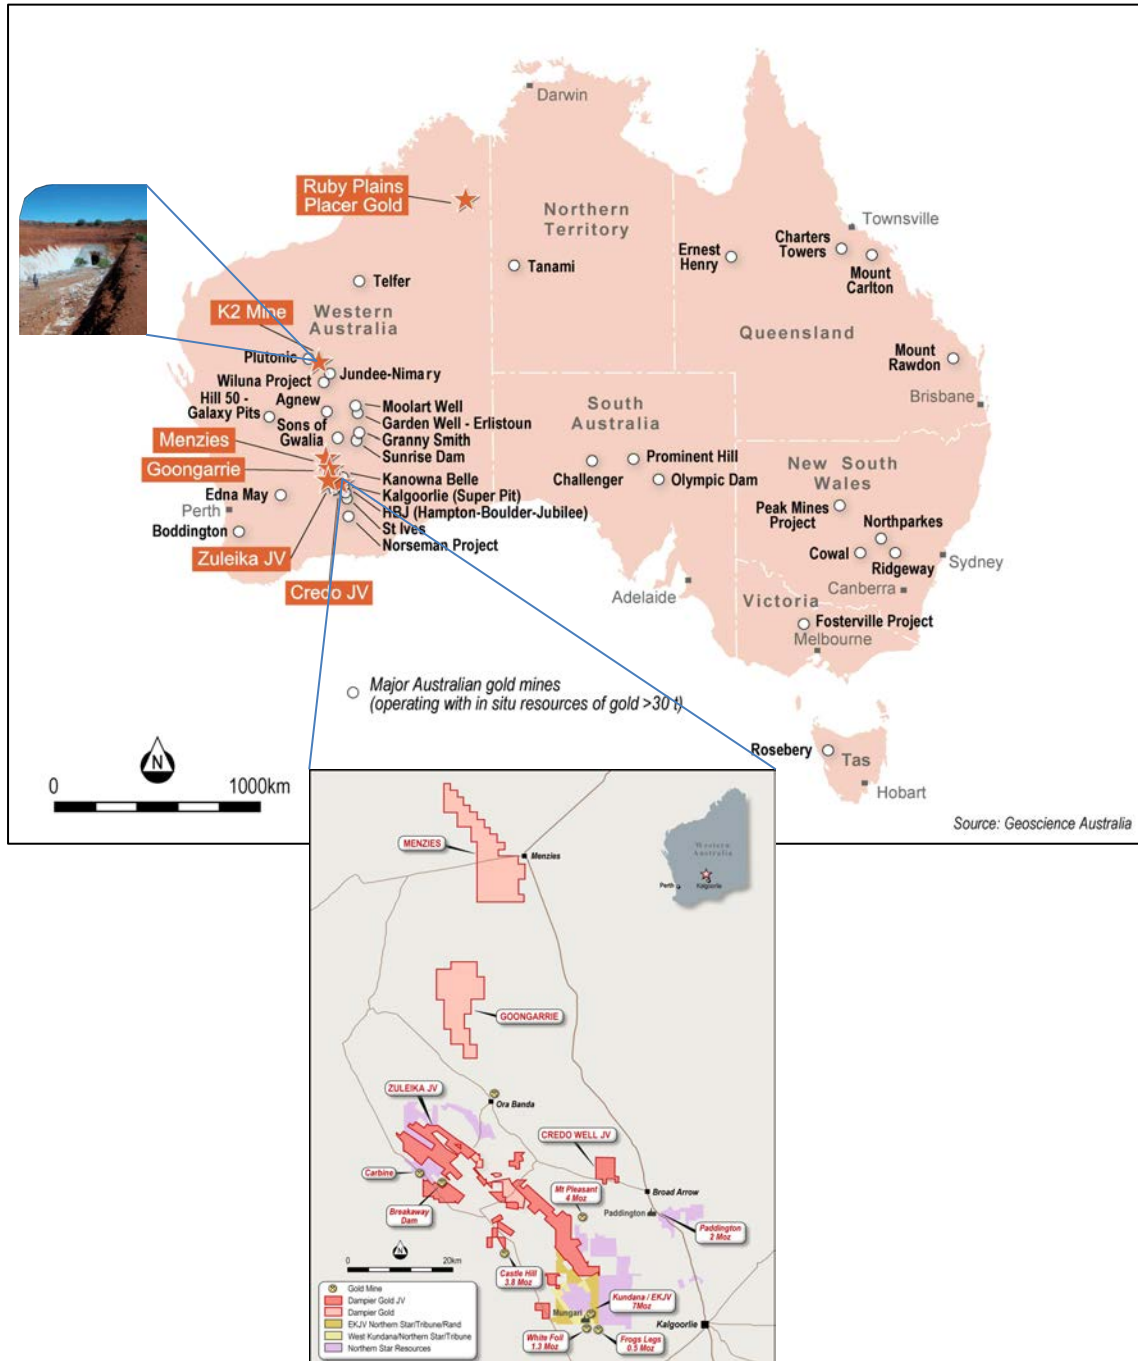 Darwin
Ruby Plains
Placer Gold
Northern
Territory
Townsville
Charters
Towers
Ernest
Henry
Mount
Carlton
Tanami
Telfer
K2 Mine
Western
Australia
Queensland
Plutonic
Mount
Rawdon
Jundee-Nimary
Wiluna Project
Brisbane
Hill 50 -
Galaxy Pits
Agnew
Moolart Well
South
Australia
Garden Well - Erlistoun
Sons of
Gwalia
Granny Smith
Menzies
Sunrise Dam
Prominent Hill
New South
Wales
Goongarrie
Kanowna Belle
Challenger
Olympic Dam
Edna May
Kalgoorlie (Super Pit)
Peak Mines
Project
Perth
HBJ (Hampton-Boulder-Jubilee)
Northparkes
Boddington
St Ives
Zuleika JV
Norseman Project
Cowal
Ridgeway
Sydney
Credo JV
Adelaide
Canberra
Victoria
Fosterville Project
Melbourne
Major Australian gold mines
(operating with in situ resources of gold >30 t)
Rosebery
Tas
Hobart
N
0 1000km
Source: Geoscience Australia
MENZIES
Menzies
Western
Australia
Perth
Kalgoorlie
GOONGARRIE
ZULEIKA JV
Ora Banda
CREDO WELL JV
Carbine
Mt Pleasant
4 Moz
Broad Arrow
Breakaway
Dam
Paddington
Paddington
2 Moz
N
0 20km
Castle Hill
3.8 Moz
Gold Mine
Dampier Gold JV
Dampier Gold
EKJV Northern Star/Tribune/Rand
West Kundana/Northern Star/Tribune
Northern Star Resources
Kundana / EKJV
7Moz
Mungari
Kalgoorlie
White Foil
1.3 Moz
Frogs Legs
0.5 Moz